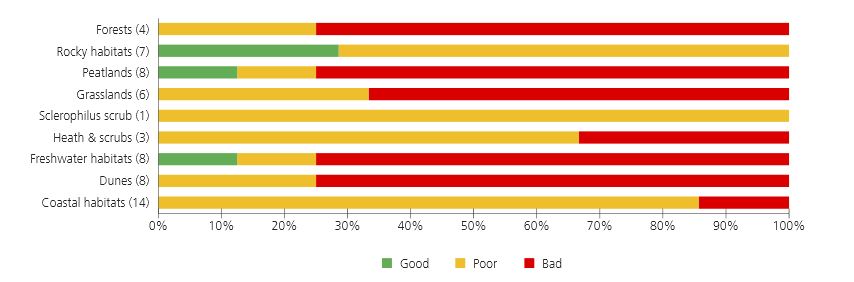 Forests (4)
Rocky habitats (7)
Peatlands (8)
Grasslands (6)
Sclerophilus scrub (1)
Heath & scrubs (3)
Freshwater habitats (8)
Dunes (8)
Coastal habitats (14)
0% 10% 20% 30% 40% 50% 60% 70% 80% 90% 100%
Good Poor Bad